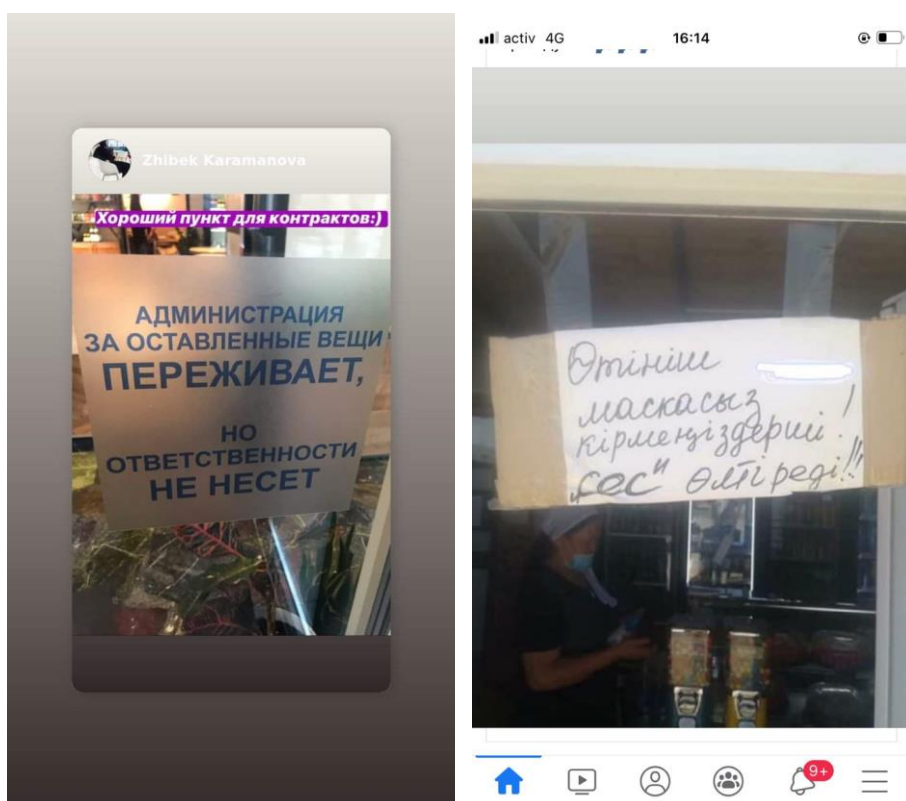 Zhibek Karamanova
Хороший пункт для контрактов:)
АДМИНИСТРАЦИЯ
ЗА ОСТАВЛЕННЫЕ ВЕЩИ
ПЕРЕЖИВАЕТ,
НО
ОТВЕТСТВЕННОСТИ
НЕ НЕСЕТ
activ 4G 16:14
Өтініш
маскасыз
кірмеңіздерші!
"сес" өлтіреді!!
9+